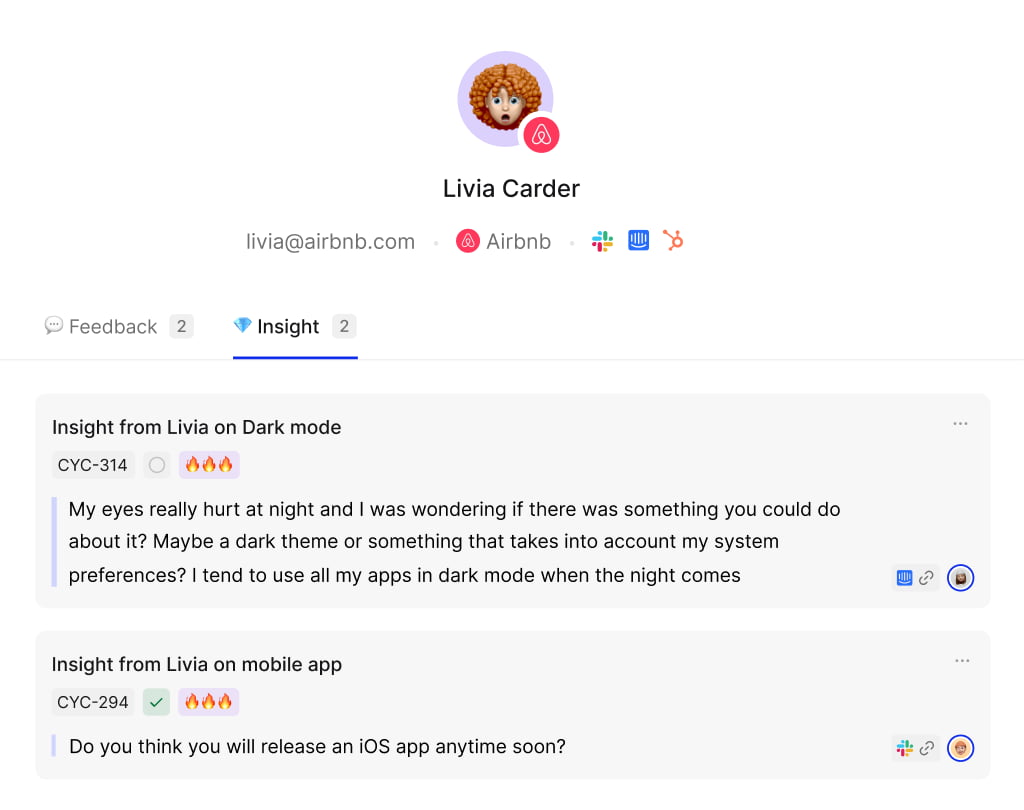 Livia Carder
livia@airbnb.com · Airbnb ·
Feedback 2 Insight 2
Insight from Livia on Dark mode
...
CYC-314
My eyes really hurt at night and I was wondering if there was something you could do
about it? Maybe a dark theme or something that takes into account my system
preferences? I tend to use all my apps in dark mode when the night comes
Insight from Livia on mobile app
...
CYC-294
Do you think you will release an iOS app anytime soon?